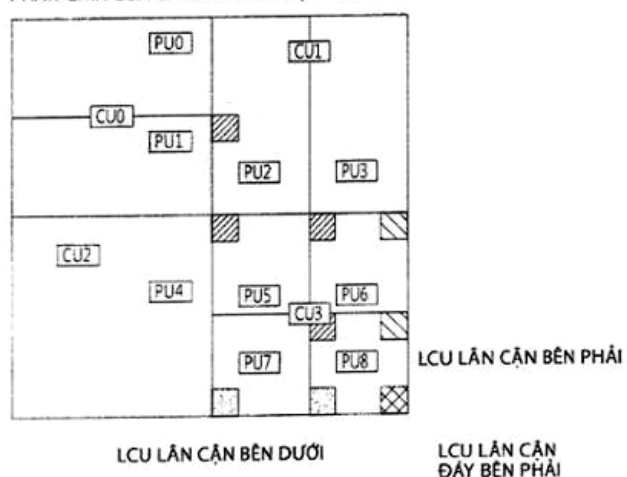 PU0
CU1
CU0
PU1
PU2
PU3
CU2
PU4
PU5
PU6
CU3
PU7
PU8
LCU LÂN CẬN BÊN PHẢI
LCU LÂN CẬN BÊN DƯỚI
LCU LÂN CẬN
ĐÁY BÊN PHẢI